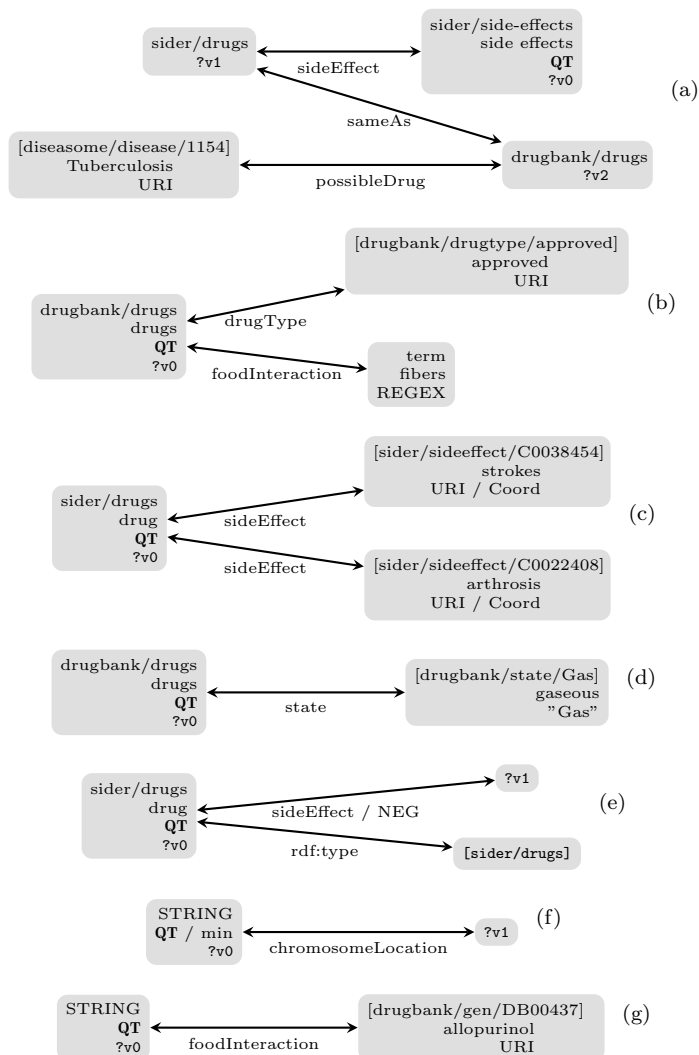 sider/drugs
?v1
sideEffect
sider/side-effects
side effects
QT
?v0
(a)
sameAs
[diseasome/disease/1154]
Tuberculosis
URI
possibleDrug
drugbank/drugs
?v2
[drugbank/drugtype/approved]
approved
URI
(b)
drugbank/drugs
drugs
QT
?v0
drugType
foodInteraction
term
fibers
REGEX
[sider/sideeffect/C0038454]
strokes
URI / Coord
(c)
sider/drugs
drug
QT
?v0
sideEffect
sideEffect
[sider/sideeffect/C0022408]
arthrosis
URI / Coord
drugbank/drugs
drugs
QT
?v0
state
[drugbank/state/Gas]
gaseous
"Gas"
(d)
sider/drugs
drug
QT
?v0
sideEffect / NEG
?v1
(e)
rdf:type
[sider/drugs]
STRING
QT / min
?v0
chromosomeLocation
?v1
(f)
STRING
QT
?v0
foodInteraction
[drugbank/gen/DB00437]
allopurinol
URI
(g)